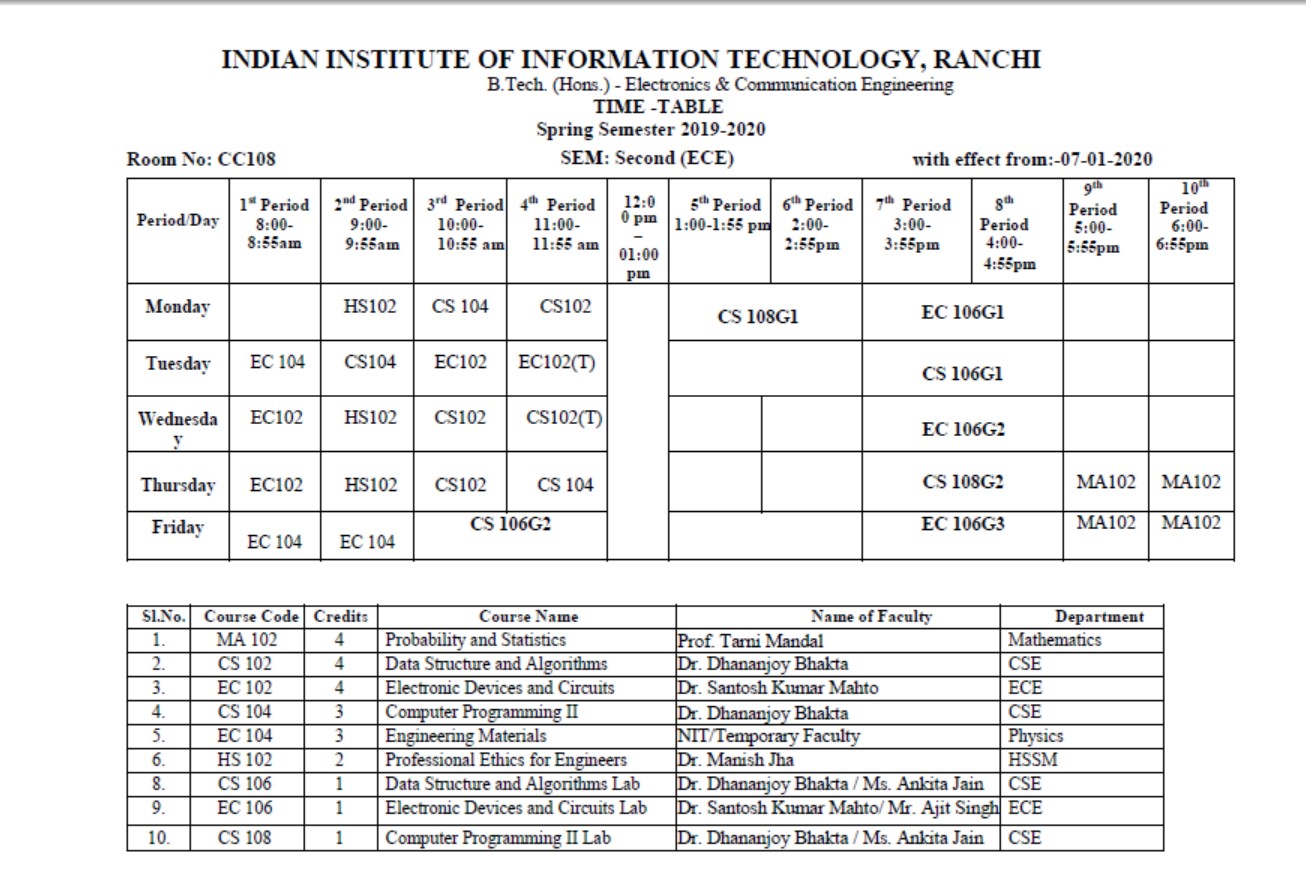 INDIAN INSTITUTE OF INFORMATION TECHNOLOGY, RANCHI
B.Tech. (Hons.) - Electronics & Communication Engineering
TIME -TABLE
Spring Semester 2019-2020
Room No: CC108 SEM: Second (ECE) with effect from:-07-01-2020
Period/Day
1st Period
8:00-
8:55am
2nd Period
9:00-
9:55am
3rd Period
10:00-
10:55 am
4th Period
11:00-
11:55 am
12:0
0 pm
–
01:00
pm
5th Period
1:00-1:55 pm
6th Period
2:00-
2:55pm
7th Period
3:00-
3:55pm
8th
Period
4:00-
4:55pm
9th
Period
5:00-
5:55pm
10th
Period
6:00-
6:55pm
Monday HS102 CS 104 CS102 CS 108G1 EC 106G1
Tuesday EC 104 CS104 EC102 EC102(T) CS 106G1
Wednesda
y
EC102 HS102 CS102 CS102(T) EC 106G2
Thursday EC102 HS102 CS102 CS 104 CS 108G2 MA102 MA102
Friday EC 104 EC 104 CS 106G2 EC 106G3 MA102 MA102
Sl.No. Course Code Credits Course Name Name of Faculty Department
1. MA 102 4 Probability and Statistics Prof. Tarni Mandal Mathematics
2. CS 102 4 Data Structure and Algorithms Dr. Dhananjoy Bhakta CSE
3. EC 102 4 Electronic Devices and Circuits Dr. Santosh Kumar Mahto ECE
4. CS 104 3 Computer Programming II Dr. Dhananjoy Bhakta CSE
5. EC 104 3 Engineering Materials NIT/Temporary Faculty Physics
6. HS 102 2 Professional Ethics for Engineers Dr. Manish Jha HSSM
8. CS 106 1 Data Structure and Algorithms Lab Dr. Dhananjoy Bhakta / Ms. Ankita Jain CSE
9. EC 106 1 Electronic Devices and Circuits Lab Dr. Santosh Kumar Mahto/ Mr. Ajit Singh ECE
10. CS 108 1 Computer Programming II Lab Dr. Dhananjoy Bhakta / Ms. Ankita Jain CSE